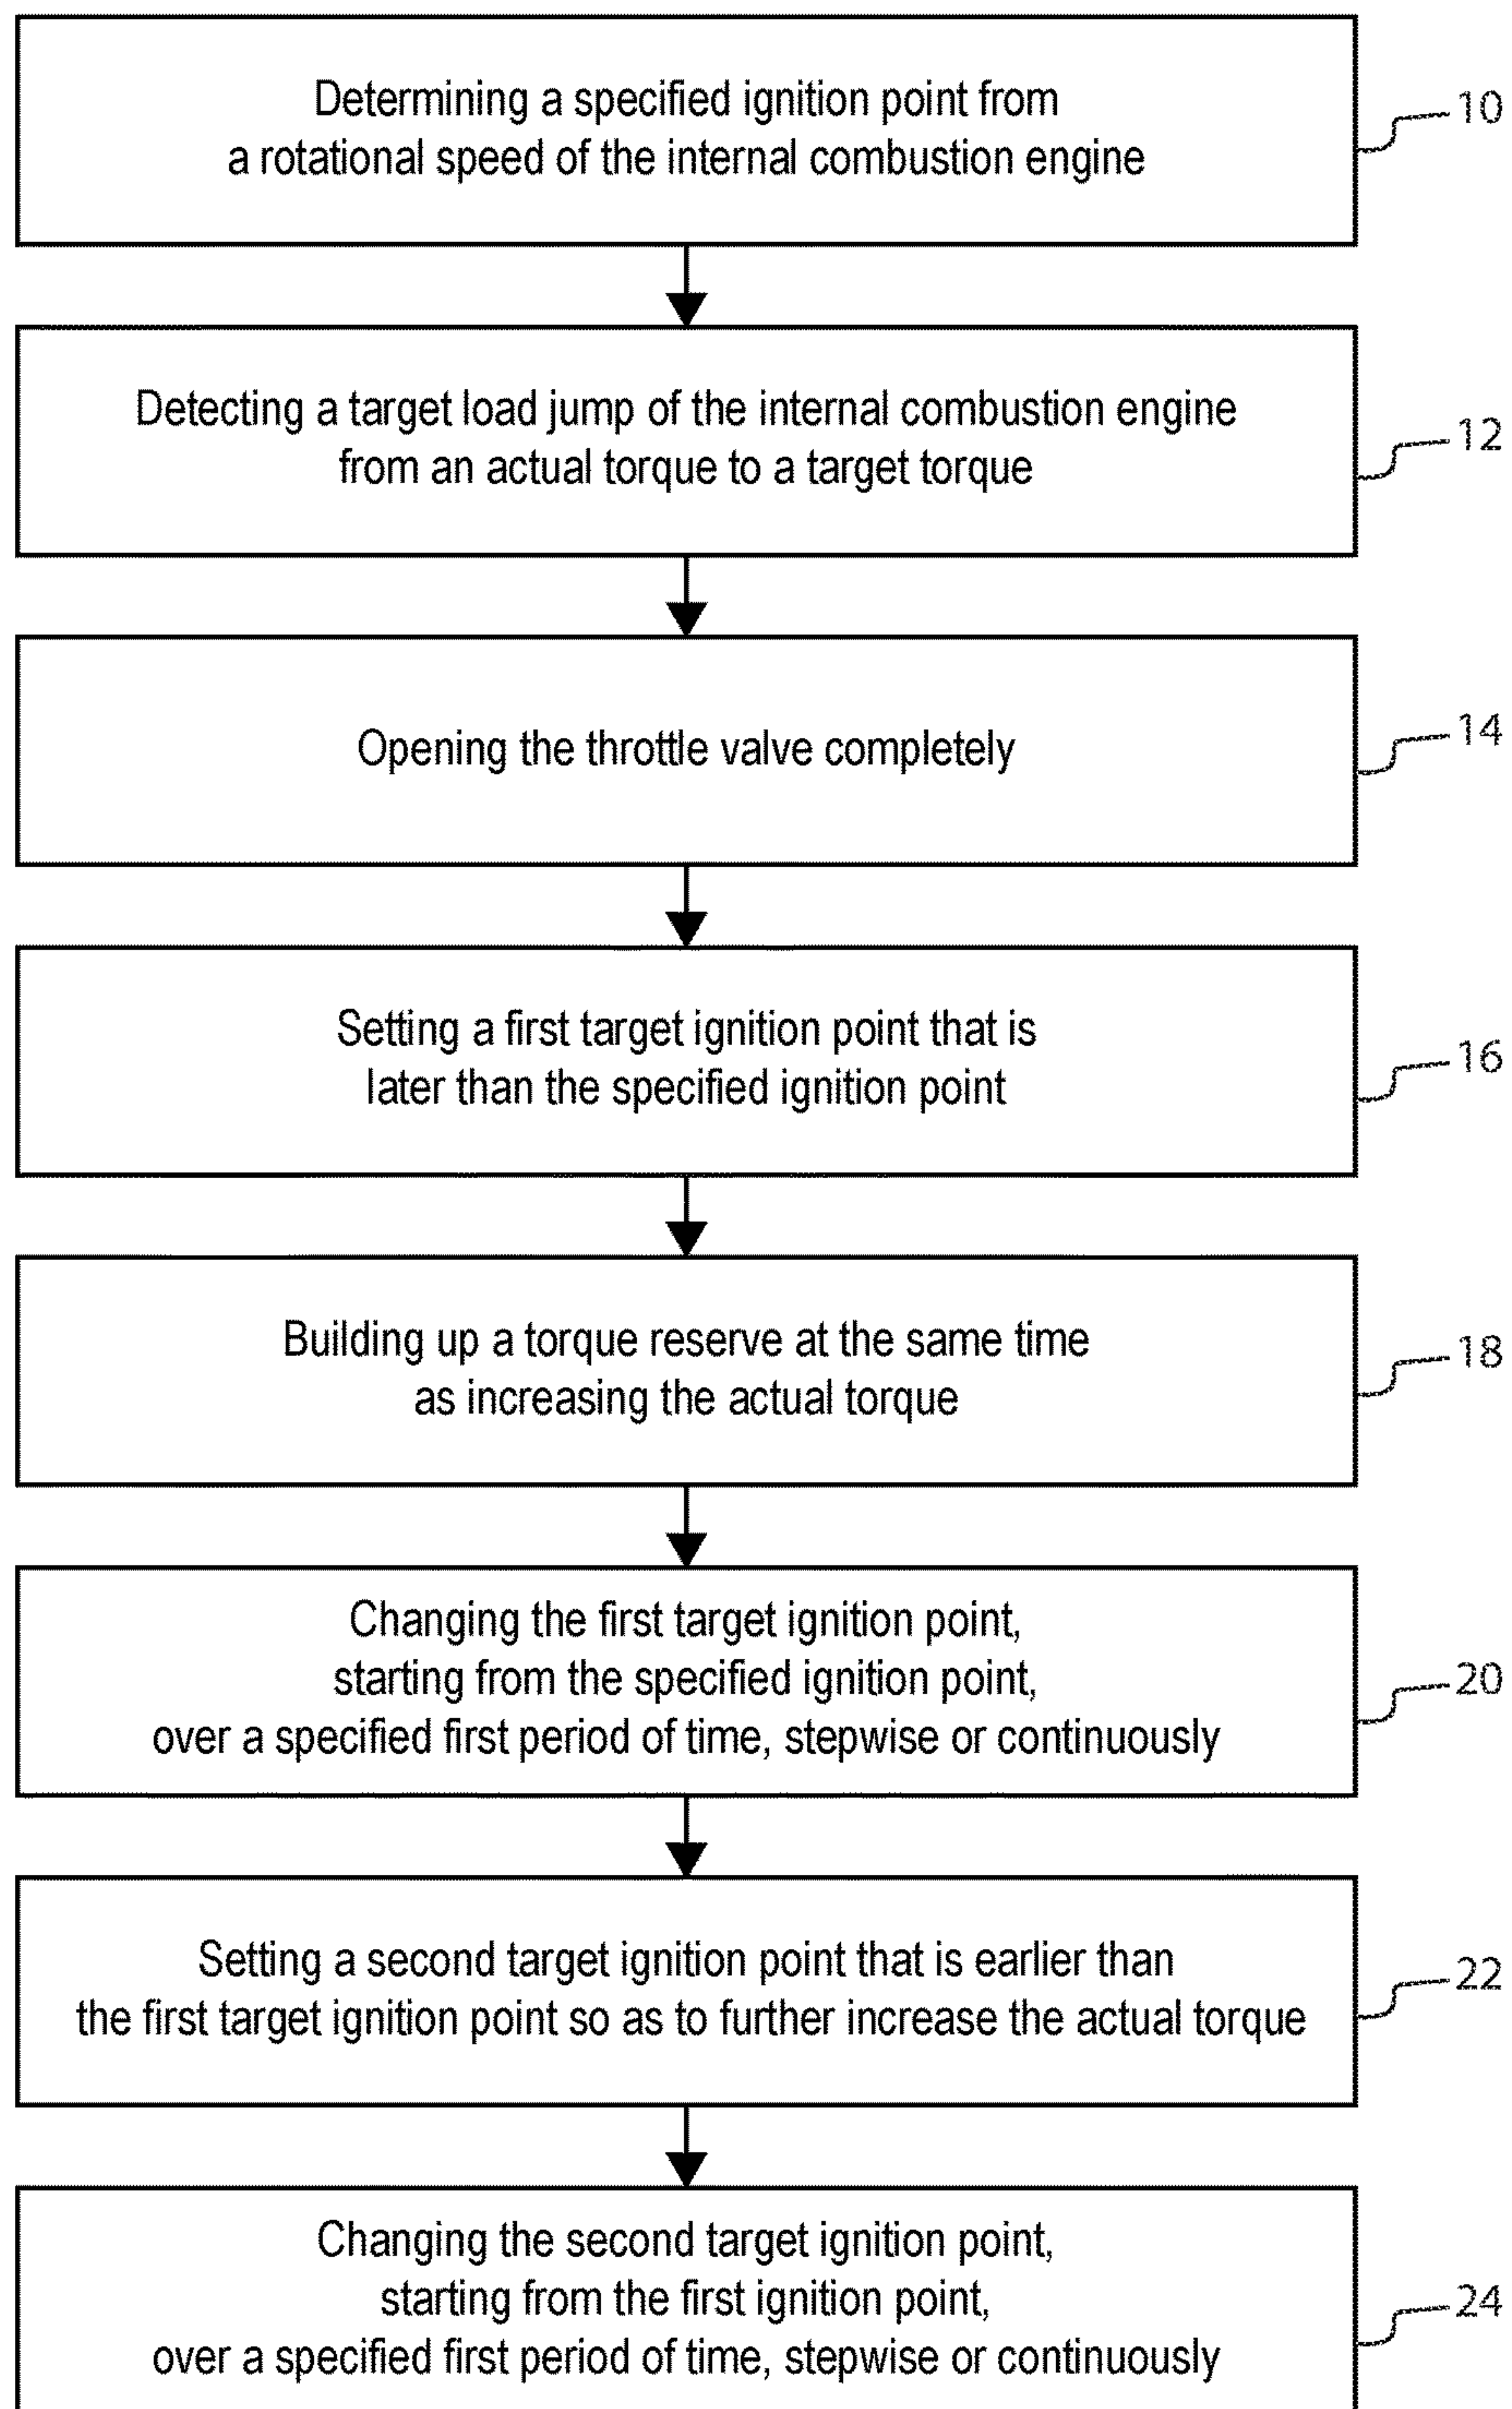 Determining a specified ignition point from
a rotational speed of the internal combustion engine
10
Detecting a target load jump of the internal combustion engine
from an actual torque to a target torque
12
Opening the throttle valve completely
14
Setting a first target ignition point that is
later than the specified ignition point
16
Building up a torque reserve at the same time
as increasing the actual torque
18
Changing the first target ignition point,
starting from the specified ignition point,
over a specified first period of time, stepwise or continuously
20
Setting a second target ignition point that is earlier than
the first target ignition point so as to further increase the actual torque
22
Changing the second target ignition point,
starting from the first ignition point,
over a specified first period of time, stepwise or continuously
24